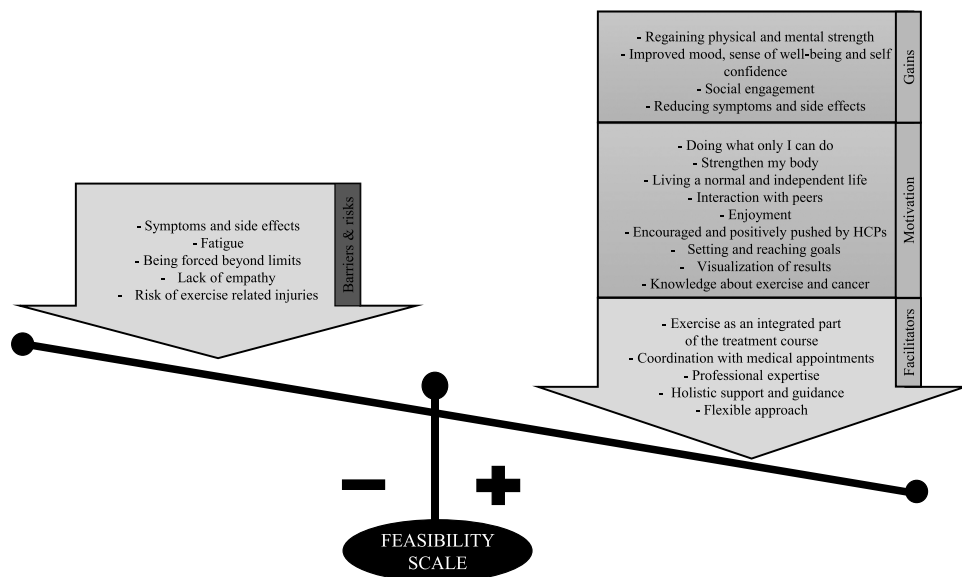 - Symptoms and side effects
- Fatigue
- Being forced beyond limits
- Lack of empathy
- Risk of exercise related injuries
Barriers & risks
- Regaining physical and mental strength
- Improved mood, sense of well-being and self
confidence
- Social engagement
- Reducing symptoms and side effects
Gains
- Doing what only I can do
- Strengthen my body
- Living a normal and independent life
- Interaction with peers
- Enjoyment
- Encouraged and positively pushed by HCPs
- Setting and reaching goals
- Visualization of results
- Knowledge about exercise and cancer
Motivation
- Exercise as an integrated part
of the treatment course
- Coordination with medical appointments
- Professional expertise
- Holistic support and guidance
- Flexible approach
Facilitators
FEASIBILITY
SCALE